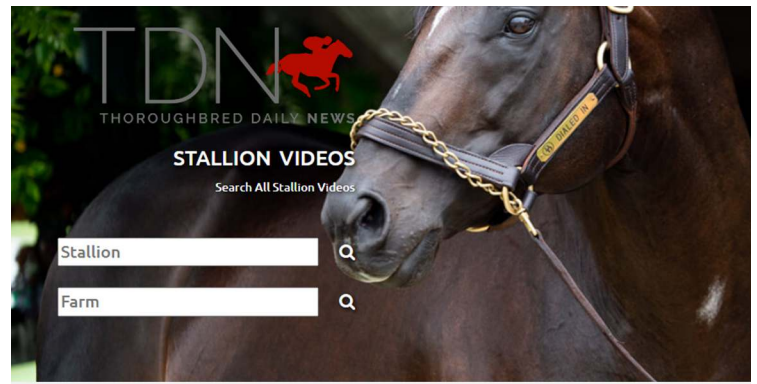 TDN
THOROUGHBRED DAILY NEWS
DIALED IN
STALLION VIDEOS
Search All Stallion Videos
Stallion
Farm